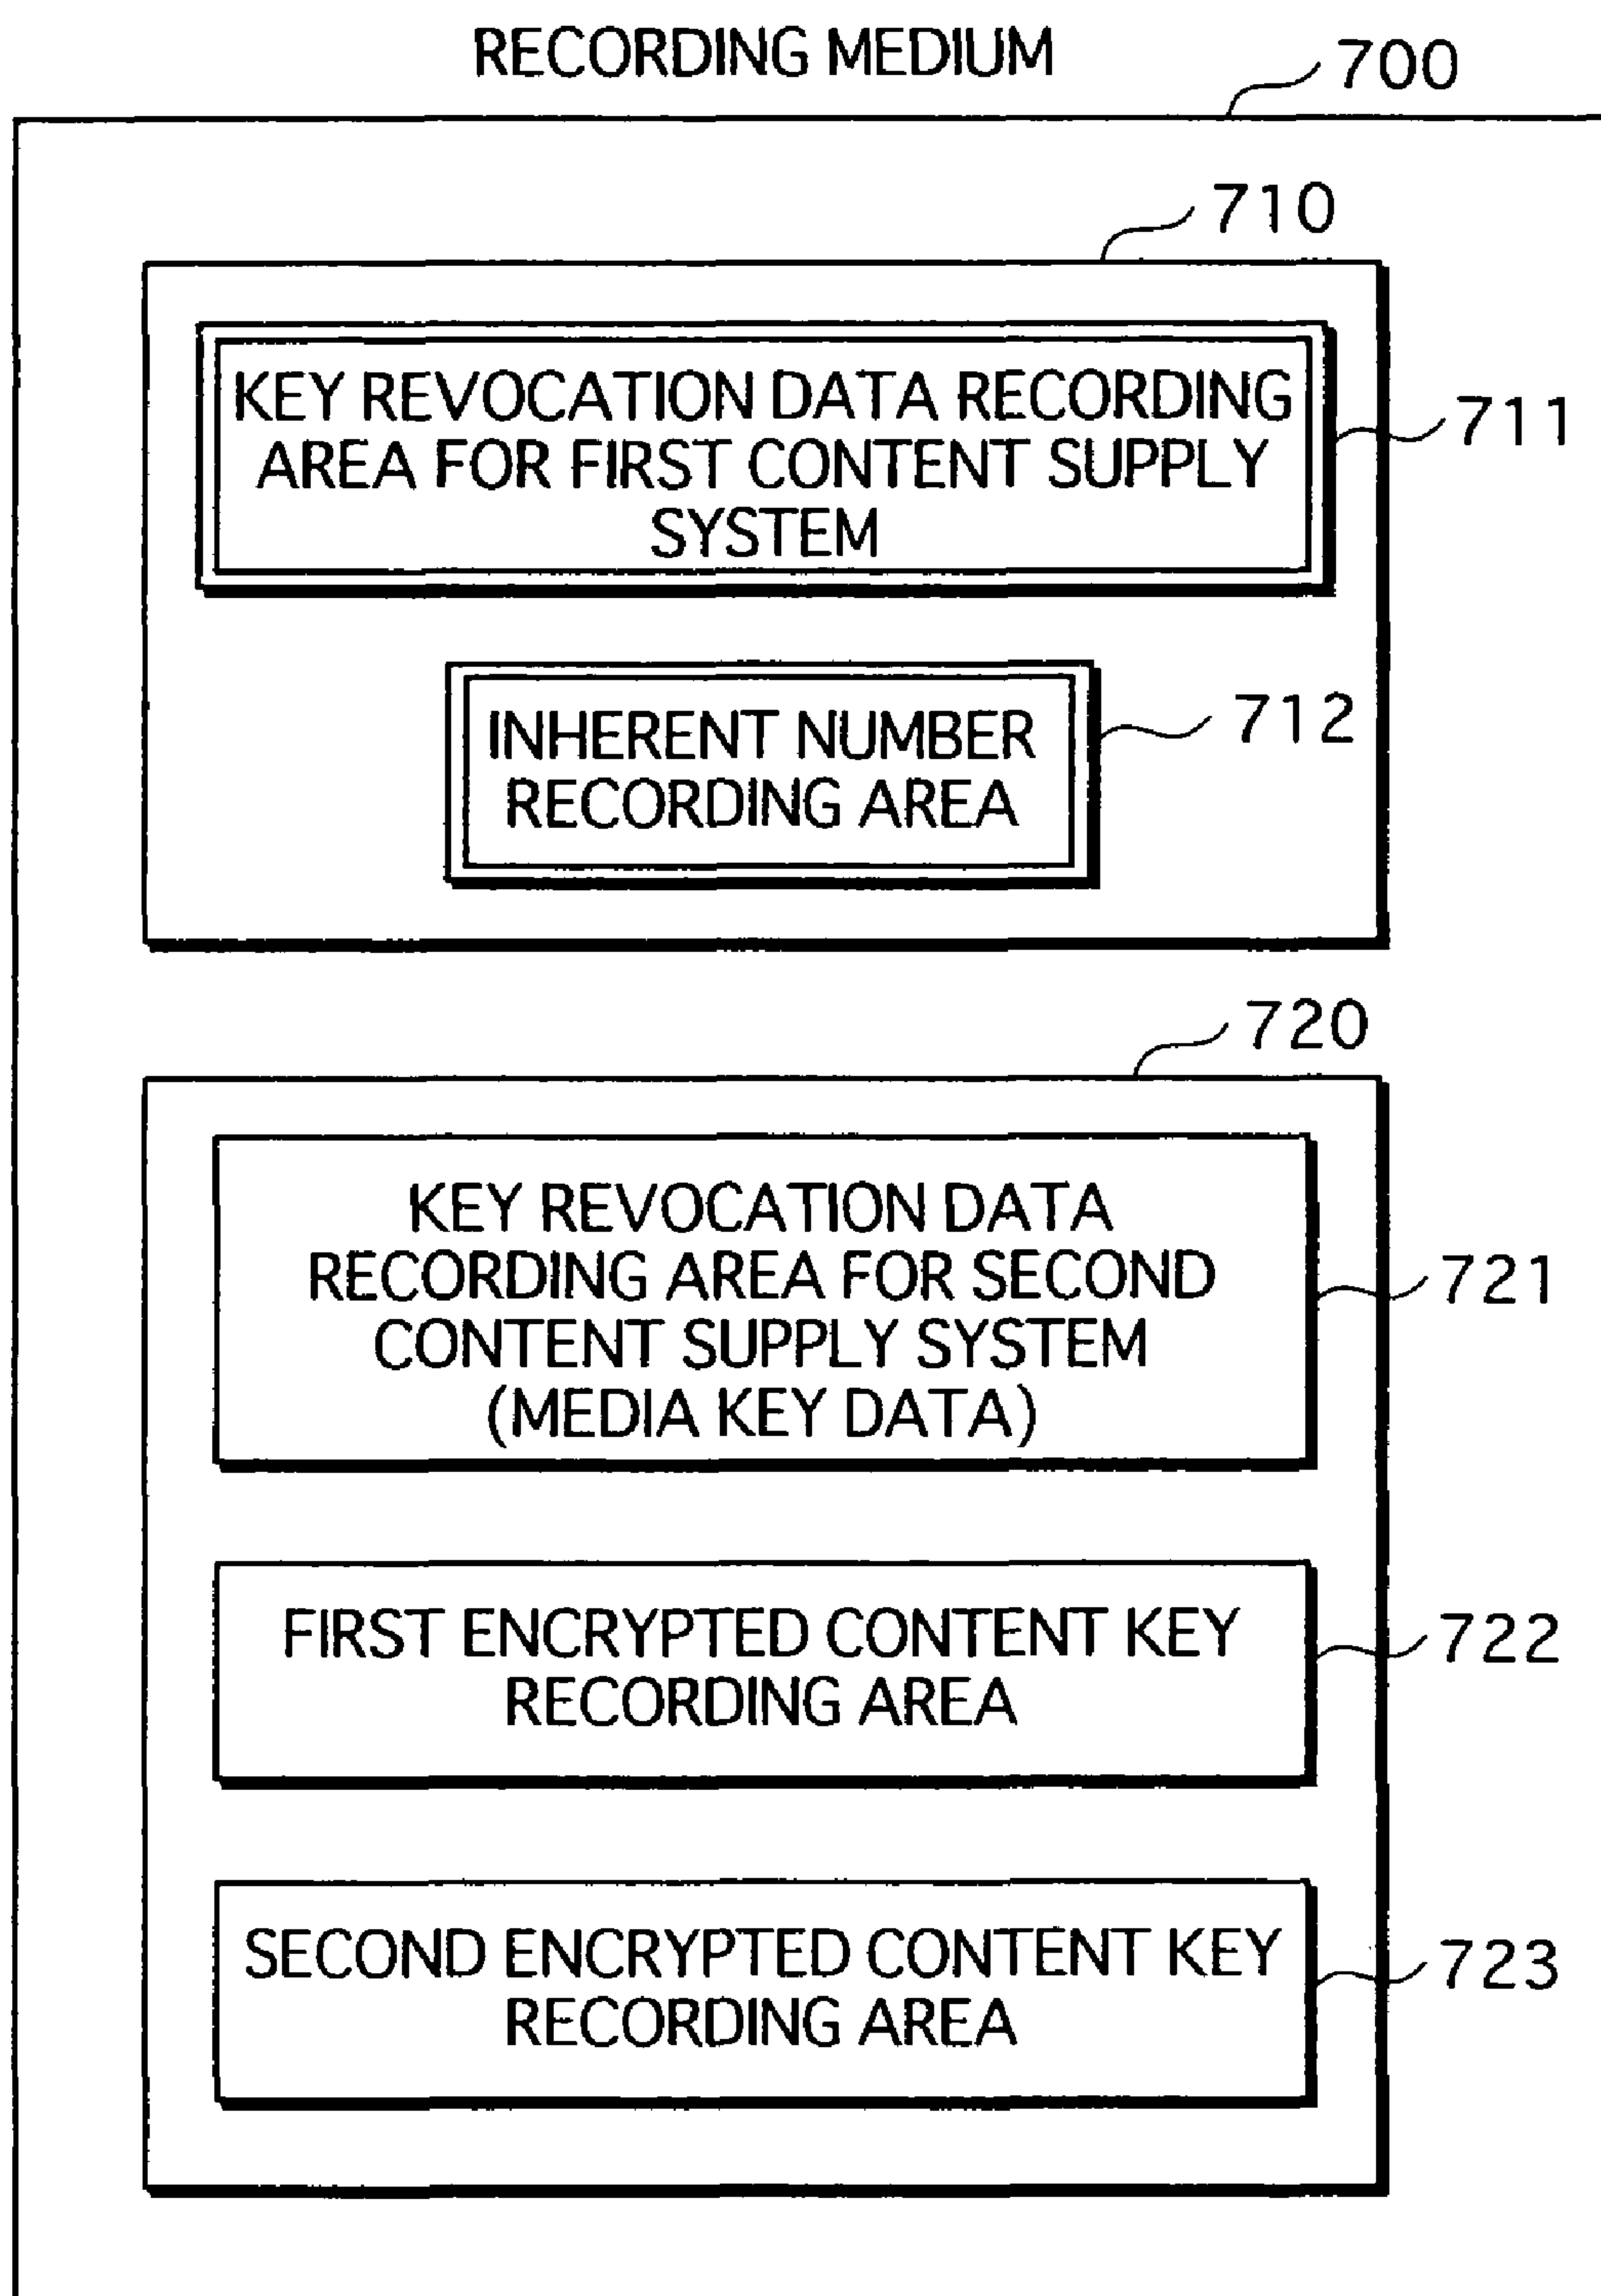 RECORDING MEDIUM
700
710
KEY REVOCATION DATA RECORDING
AREA FOR FIRST CONTENT SUPPLY
SYSTEM
711
INHERENT NUMBER
RECORDING AREA
712
720
KEY REVOCATION DATA
RECORDING AREA FOR SECOND
CONTENT SUPPLY SYSTEM
(MEDIA KEY DATA)
721
FIRST ENCRYPTED CONTENT KEY
RECORDING AREA
722
SECOND ENCRYPTED CONTENT KEY
RECORDING AREA
723